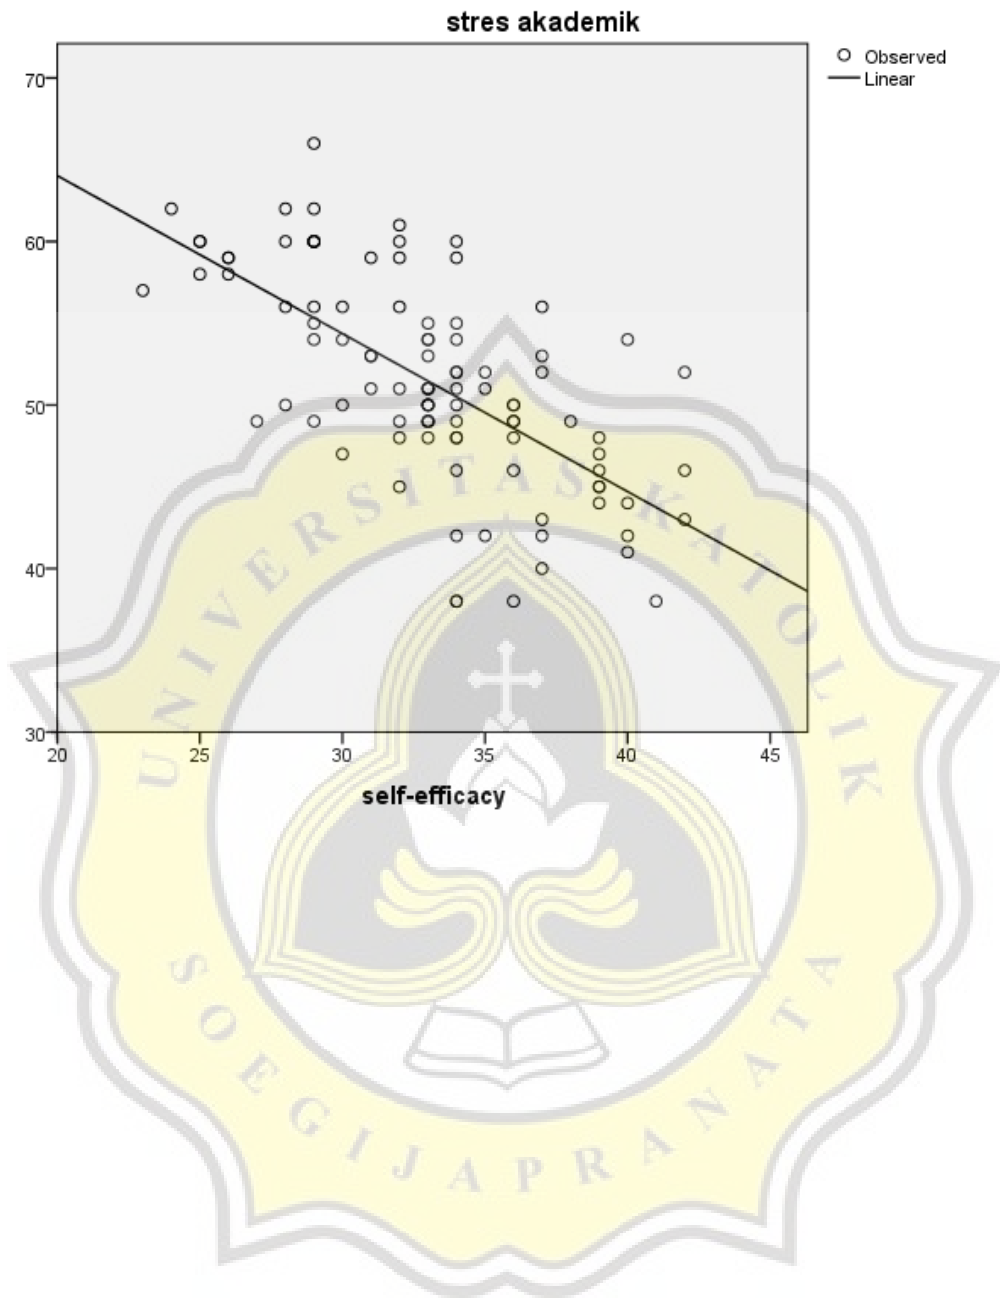 stres akademik
Observed
Linear
70
60
50
40
30
20 25 30 35 40 45
self-efficacy
UNIVERSITAS KATOLIK
SOEGIJAPRANATA